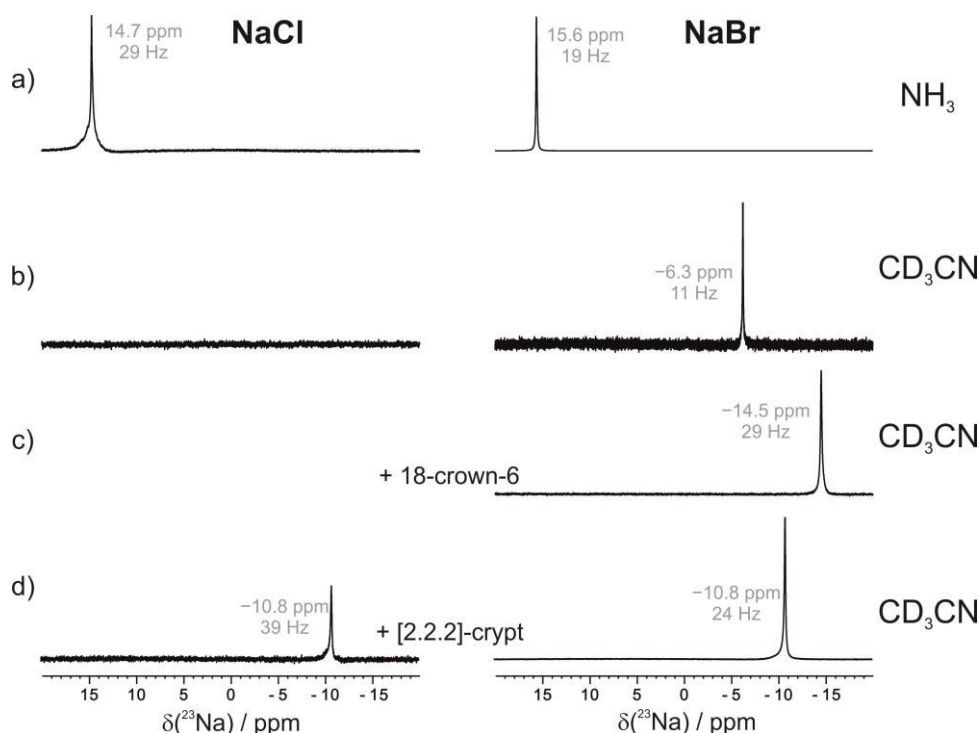 NaCl
NaBr
a)
14.7 ppm
29 Hz
15.6 ppm
19 Hz
NH₃
b)
−6.3 ppm
11 Hz
CD₃CN
c)
+ 18-crown-6
−14.5 ppm
29 Hz
CD₃CN
d)
−10.8 ppm
39 Hz
+ [2.2.2]-crypt
−10.8 ppm
24 Hz
CD₃CN
15 10 5 0 -5 -10 -15
15 10 5 0 -5 -10 -15
δ(²³Na) / ppm
δ(²³Na) / ppm